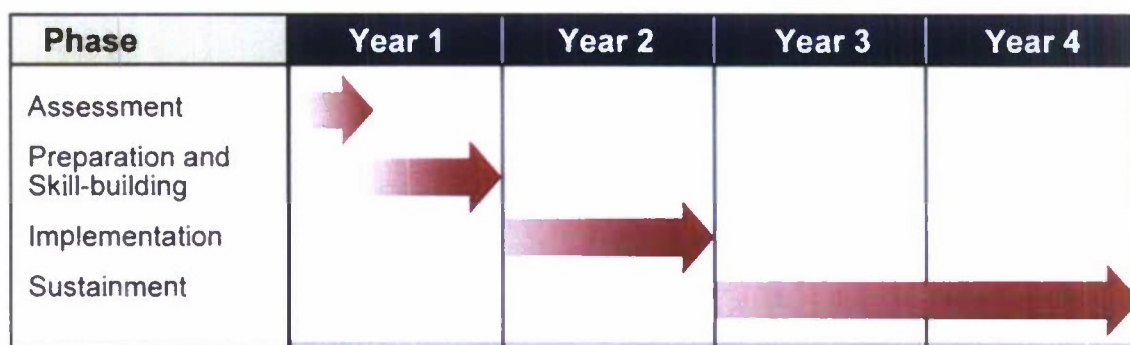 Phase Year 1 Year 2 Year 3 Year 4
Assessment
Preparation and
Skill-building
Implementation
Sustainment